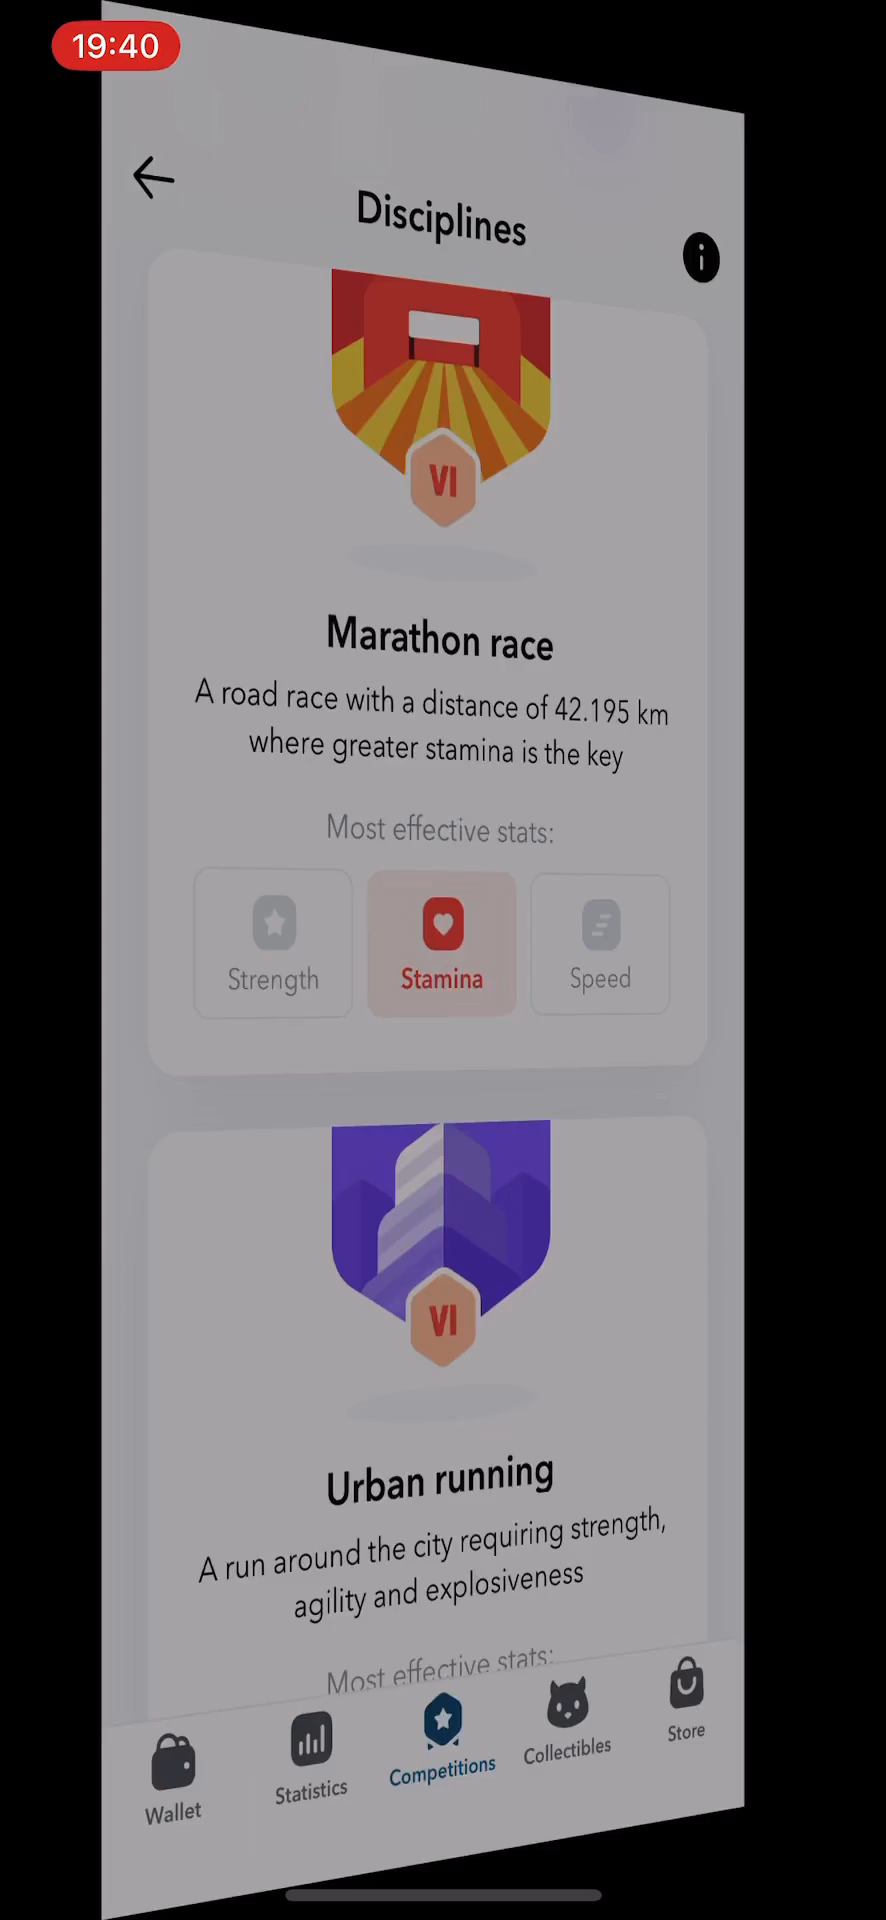 19:40
Disciplines
VI
Marathon race
A road race with a distance of 42.195 km
where greater stamina is the key
Most effective stats:
Strength
Stamina
Speed
VI
Urban running
A run around the city requiring strength,
agility and explosiveness
Most effective stats:
Wallet
Statistics
Competitions
Collectibles
Store